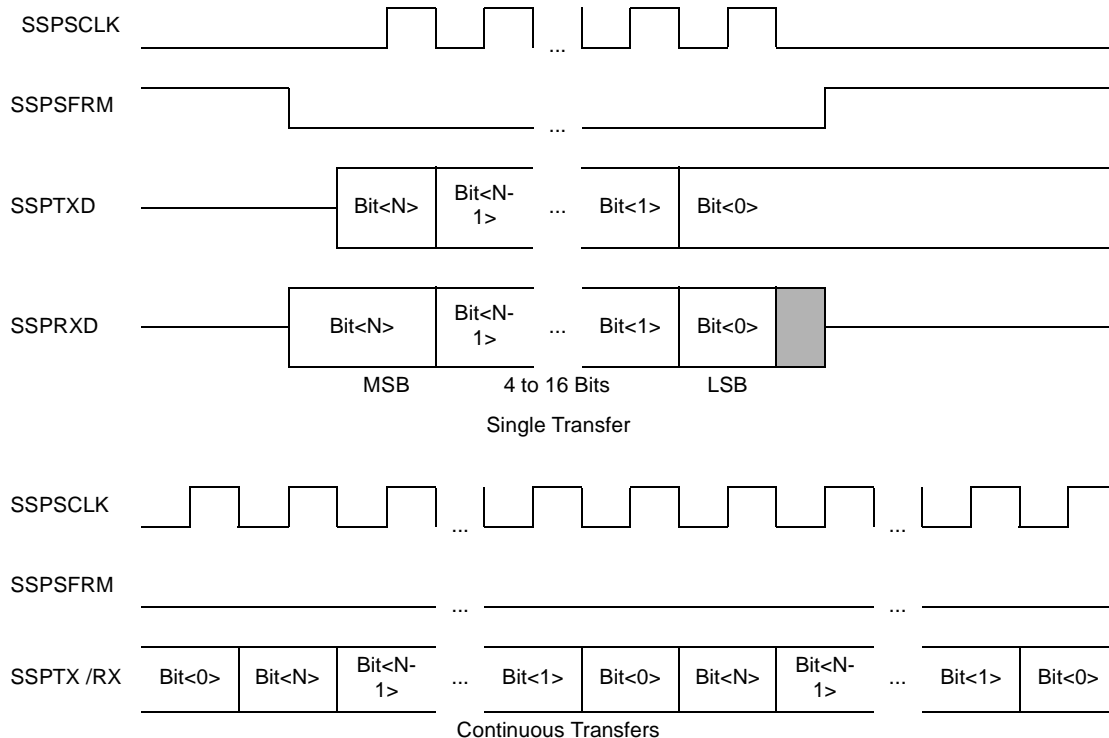 SSPSCLK
...
SSPSFRM
...
SSPTXD Bit<N> Bit<N-1> ... Bit<1> Bit<0>
SSPRXD Bit<N> Bit<N-1> ... Bit<1> Bit<0>
MSB 4 to 16 Bits LSB
Single Transfer
SSPSCLK
... ...
SSPSFRM
... ...
SSPTX /RX Bit<0> Bit<N> Bit<N-1> ... Bit<1> Bit<0> Bit<N> Bit<N-1> ... Bit<1> Bit<0>
Continuous Transfers